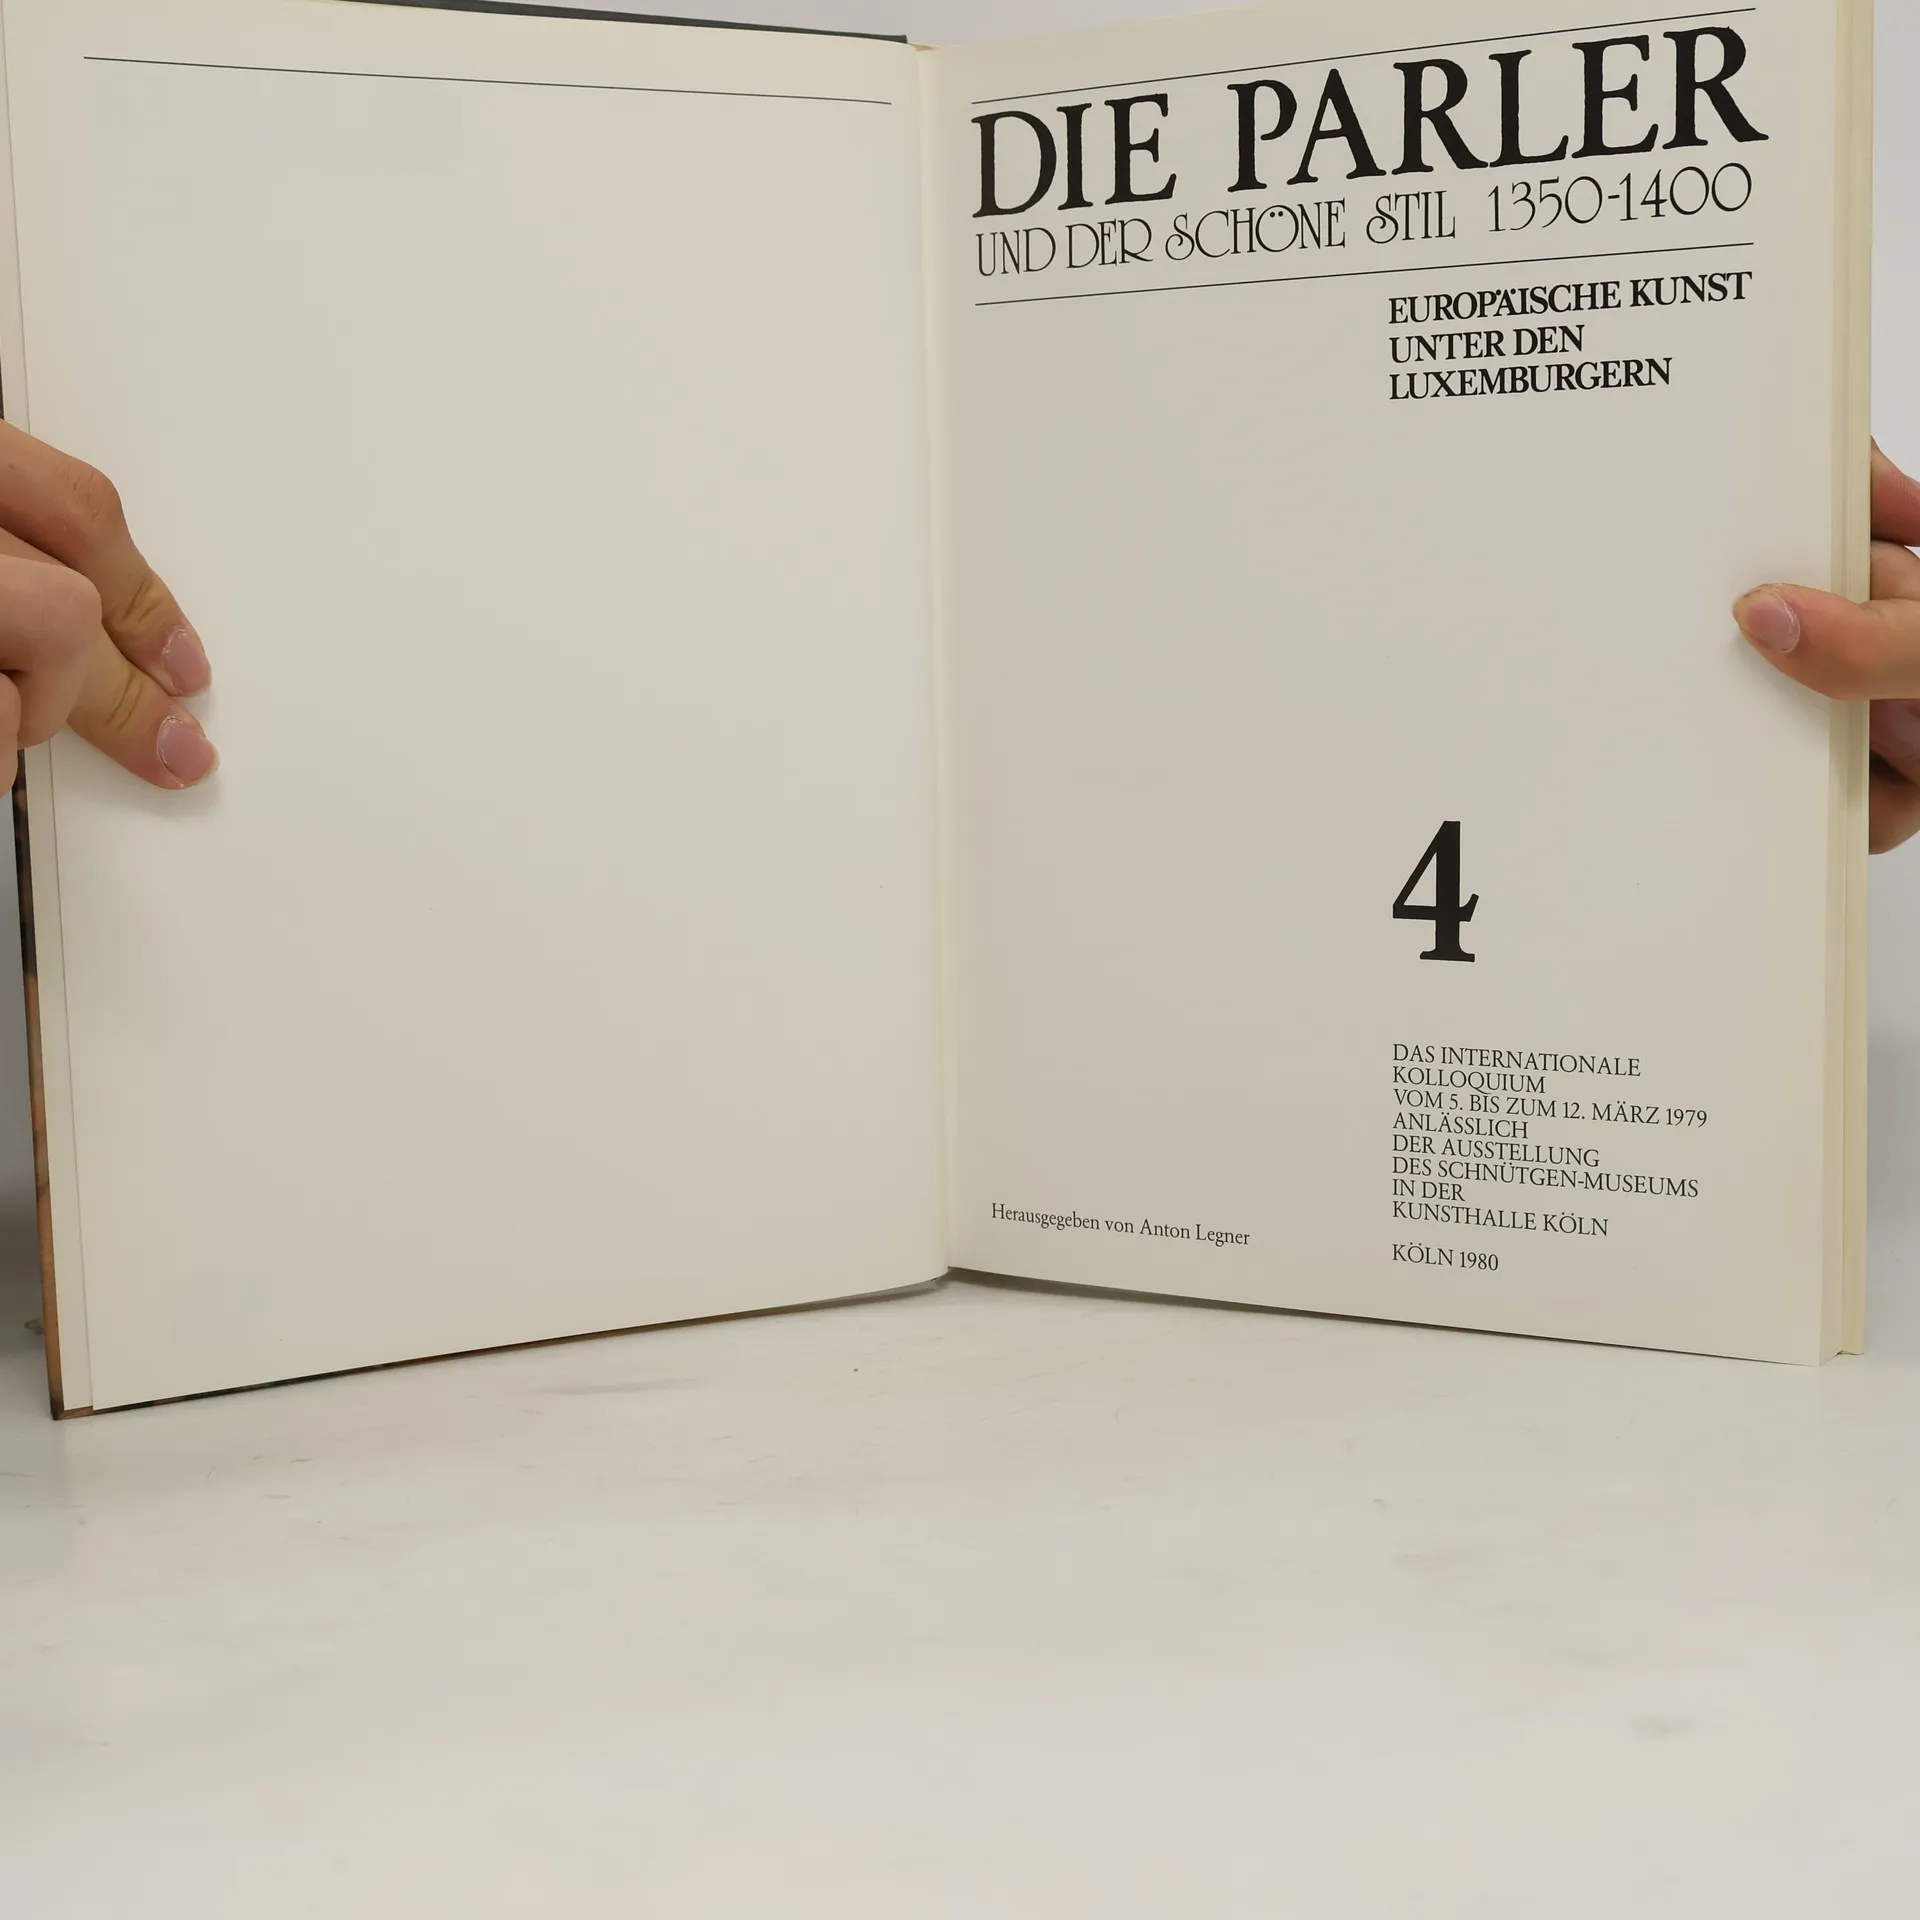 DIE PARLER
UND DER SCHÖNE STIL 1350-1400
EUROPÄISCHE KUNST
UNTER DEN
LUXEMBURGERN
4
DAS INTERNATIONALE
KOLLOQUIUM
VOM 5. BIS ZUM 12. MÄRZ 1979
ANLÄSSLICH
DER AUSSTELLUNG
DES SCHNÜTGEN-MUSEUMS
IN DER
KUNSTHALLE KÖLN
Herausgegeben von Anton Legner
KÖLN 1980